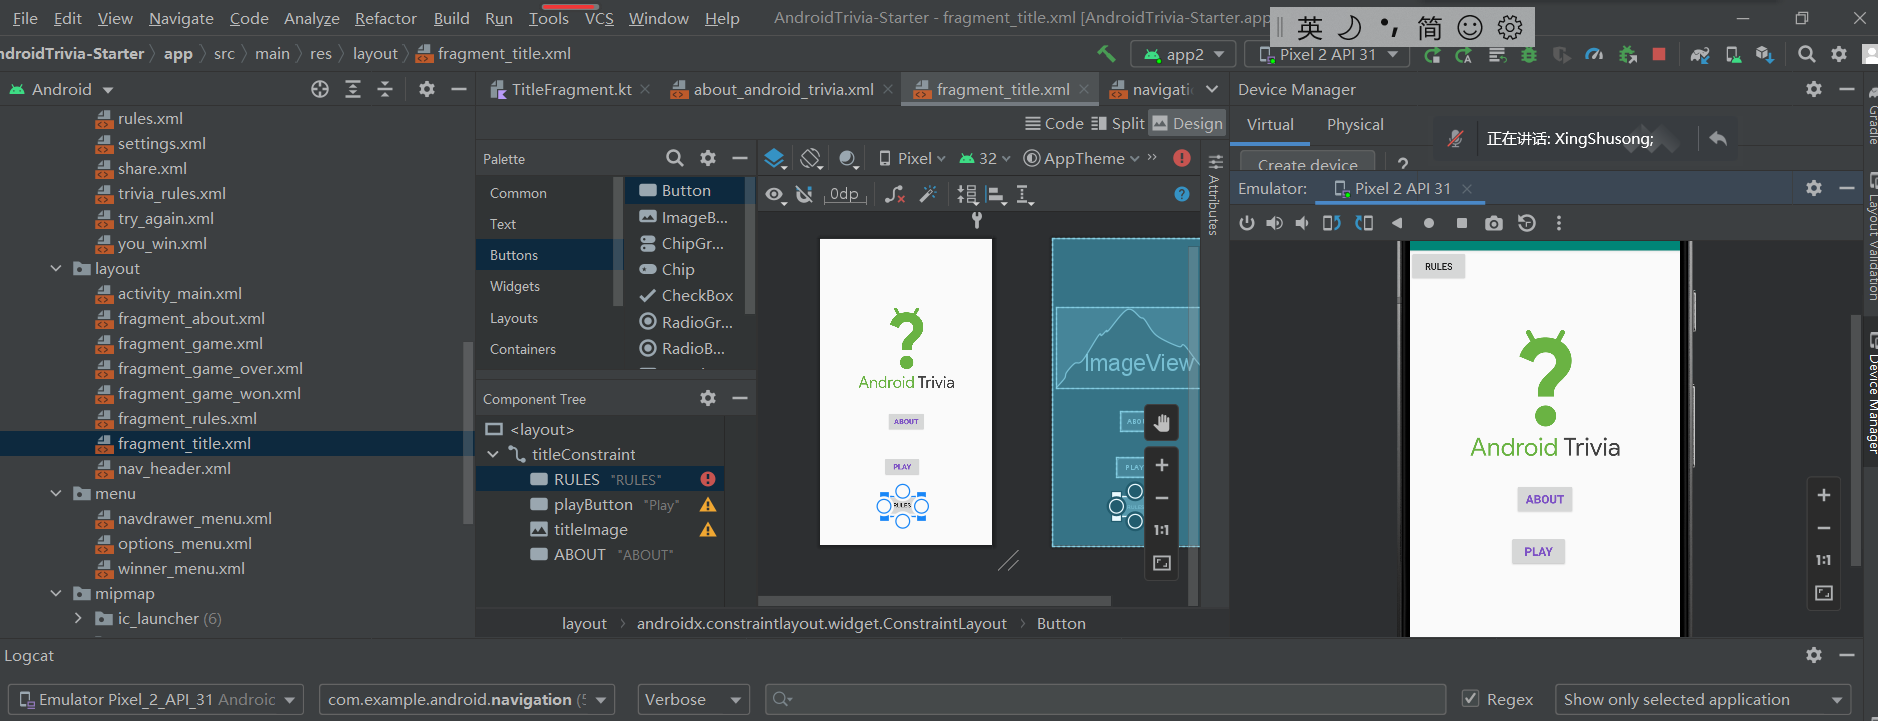 File Edit View Navigate Code Analyze Refactor Build Run Tools VCS Window Help AndroidTrivia-Starter - fragment_title.xml [AndroidTrivia-Starter.app
英 简
ndroidTrivia-Starter app src main res layout fragment_title.xml app2 Pixel 2 API 31
Android
rules.xml
settings.xml
share.xml
trivia_rules.xml
try_again.xml
you_win.xml
layout
activity_main.xml
fragment_about.xml
fragment_game.xml
fragment_game_over.xml
fragment_game_won.xml
fragment_rules.xml
fragment_title.xml
nav_header.xml
menu
navdrawer_menu.xml
options_menu.xml
winner_menu.xml
mipmap
ic_launcher (6)
TitleFragment.kt about_android_trivia.xml fragment_title.xml navigati
Code Split Design
Palette
Common
Text
Buttons
Widgets
Layouts
Containers
Button
ImageB...
ChipGr...
Chip
CheckBox
RadioGr...
RadioB...
Pixel 32 AppTheme
0dp
Attributes
Component Tree
<layout>
titleConstraint
RULES "RULES"
playButton "Play"
titleImage
ABOUT "ABOUT"
Android Trivia
ABOUT
PLAY
RULES
ImageView
ABOU
PLAY
1:1
layout androidx.constraintlayout.widget.ConstraintLayout Button
Device Manager
Virtual Physical
正在讲话: XingShusong;
Create device ?
Emulator: Pixel 2 API 31
RULES
Android Trivia
ABOUT
PLAY
1:1
Gradle
Layout Validation
Device Manager
Logcat
Emulator Pixel_2_API_31 Androic com.example.android.navigation Verbose Regex Show only selected application